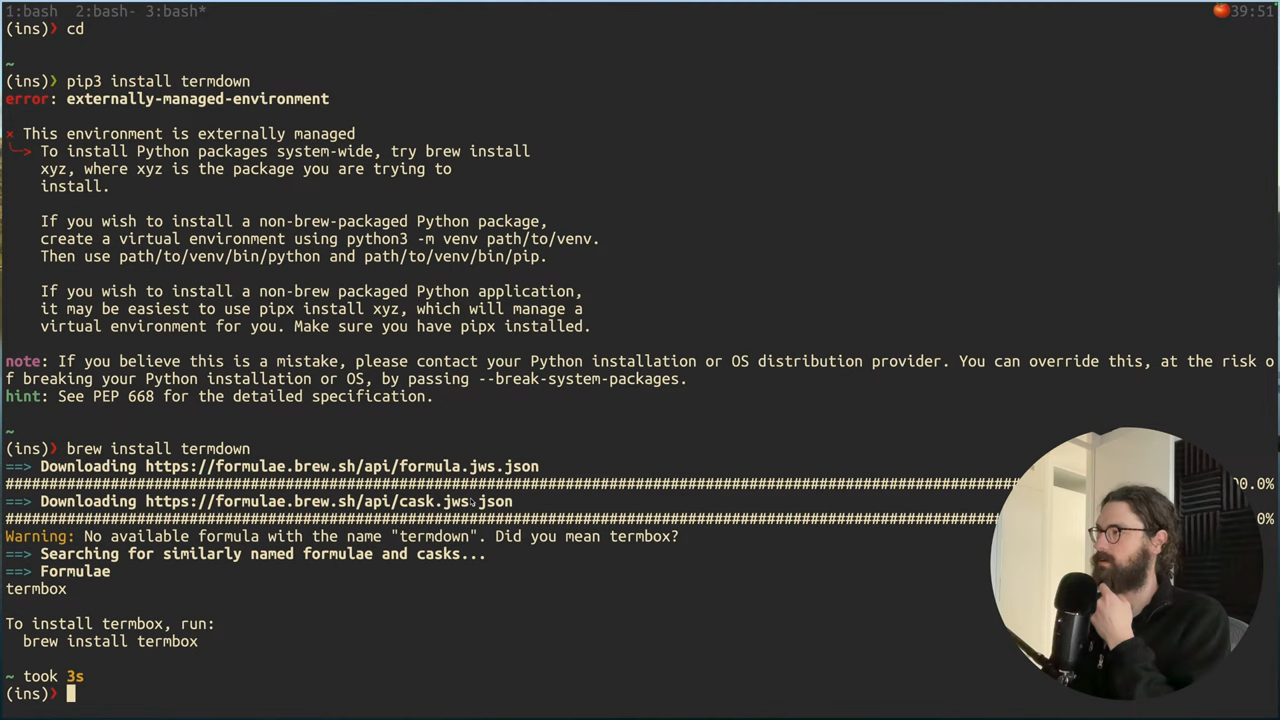 1:bash  2:bash- 3:bash*
39:51
(ins)❯ cd
~
(ins)❯ pip3 install termdown
error: externally-managed-environment
× This environment is externally managed
╰─> To install Python packages system-wide, try brew install
xyz, where xyz is the package you are trying to
install.
If you wish to install a non-brew-packaged Python package,
create a virtual environment using python3 -m venv path/to/venv.
Then use path/to/venv/bin/python and path/to/venv/bin/pip.
If you wish to install a non-brew packaged Python application,
it may be easiest to use pipx install xyz, which will manage a
virtual environment for you. Make sure you have pipx installed.
note: If you believe this is a mistake, please contact your Python installation or OS distribution provider. You can override this, at the risk o
f breaking your Python installation or OS, by passing --break-system-packages.
hint: See PEP 668 for the detailed specification.
~
(ins)❯ brew install termdown
==> Downloading https://formulae.brew.sh/api/formula.jws.json
######################################################################## 00.0%
==> Downloading https://formulae.brew.sh/api/cask.jws.json
######################################################################## 0%
Warning: No available formula with the name "termdown". Did you mean termbox?
==> Searching for similarly named formulae and casks...
==> Formulae
termbox
To install termbox, run:
brew install termbox
~ took 3s
(ins)❯